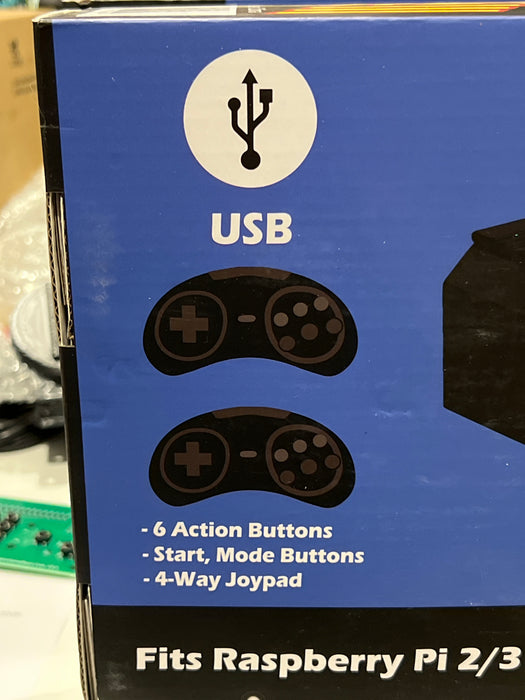 USB
- 6 Action Buttons
- Start, Mode Buttons
- 4-Way Joypad
Fits Raspberry Pi 2/3